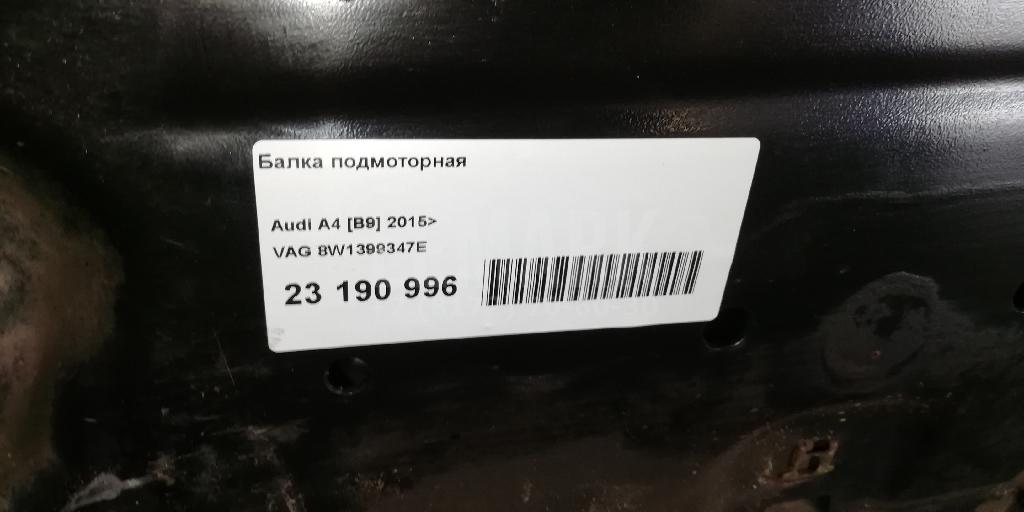 Балка подмоторная
Audi A4 [B9] 2015>
VAG 8W1399347E
23 190 996